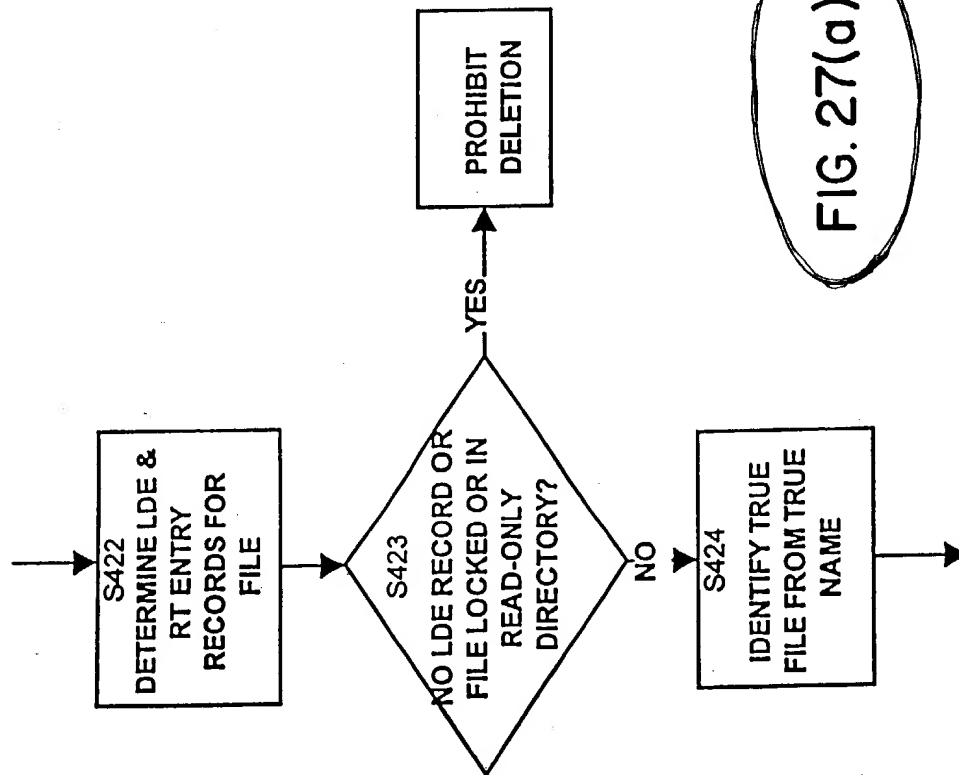 S422
DETERMINE LDE &
RT ENTRY
RECORDS FOR
FILE
S423
NO LDE RECORD OR
FILE LOCKED OR IN
READ-ONLY
DIRECTORY?
YES
PROHIBIT
DELETION
NO
S424
IDENTIFY TRUE
FILE FROM TRUE
NAME
FIG. 27(a)